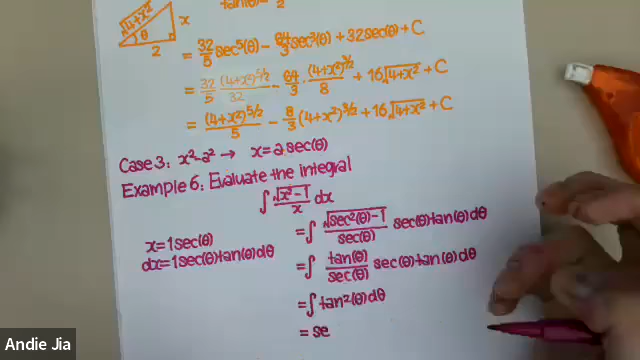 tan(θ)= x/2
√4+x²
x
θ
2
= 32/5 sec⁵(θ) - 64/3 sec³(θ) + 32sec(θ) + C
= 32/5 (4+x²)^5/2/32 - 64/3 · (4+x²)^3/2/8 + 16√4+x² + C
= (4+x²)^5/2/5 - 8/3 (4+x²)^3/2 + 16√4+x² + C
Case 3: x²-a² → x=a sec(θ)
Example 6: Evaluate the integral
∫ √x²-1/x dx
x=1sec(θ)
dx=1sec(θ)tan(θ)dθ
=∫ √sec²(θ)-1/sec(θ) sec(θ)tan(θ)dθ
=∫ tan(θ)/sec(θ) sec(θ)tan(θ)dθ
=∫ tan²(θ)dθ
= se
Andie Jia